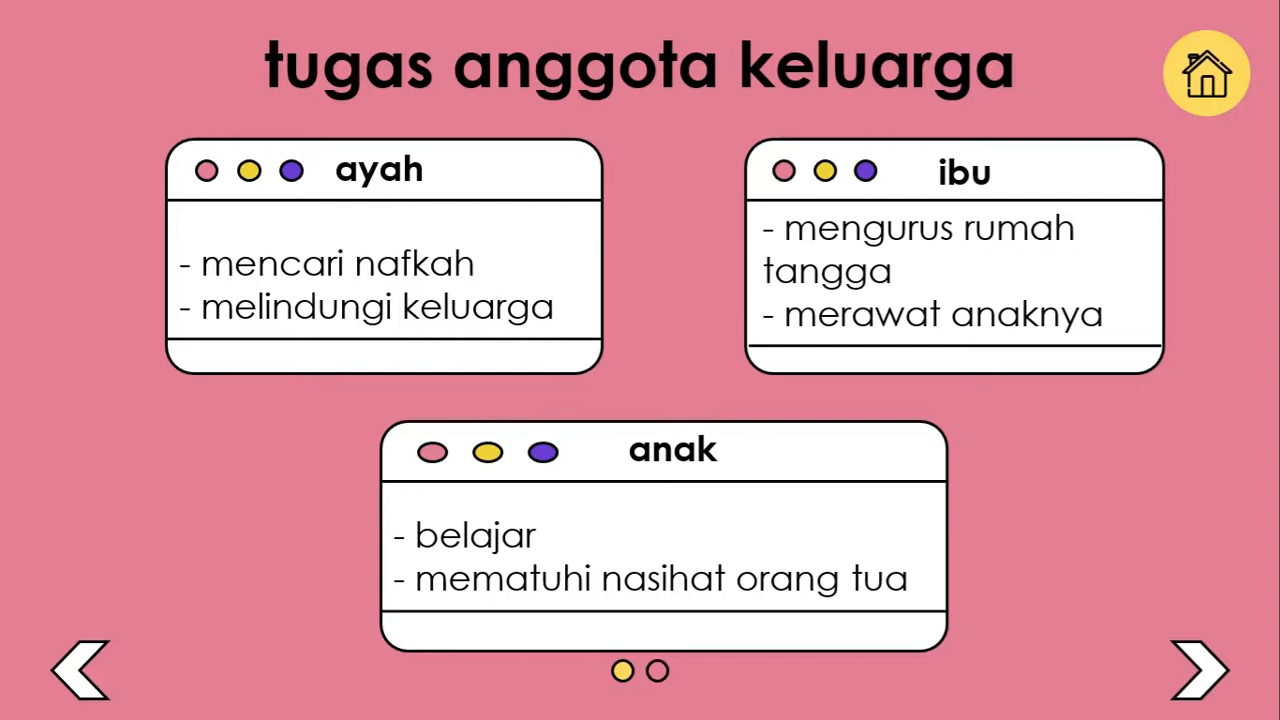 tugas anggota keluarga
ayah
- mencari nafkah
- melindungi keluarga
ibu
- mengurus rumah
tangga
- merawat anaknya
anak
- belajar
- mematuhi nasihat orang tua